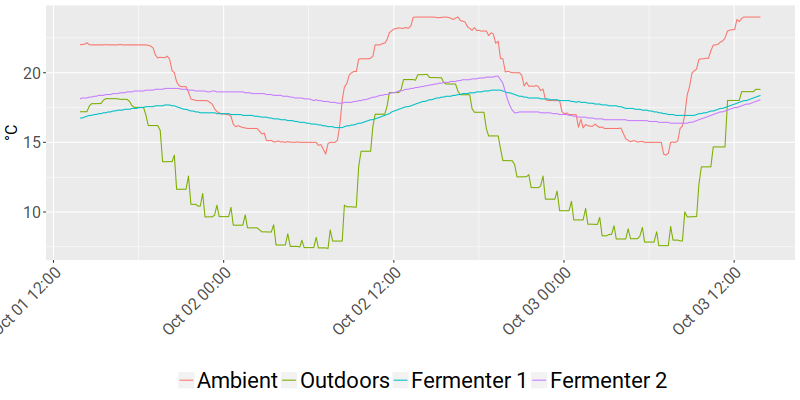 °C
20
15
10
Oct 01 12:00
Oct 02 00:00
Oct 02 12:00
Oct 03 00:00
Oct 03 12:00
Ambient Outdoors Fermenter 1 Fermenter 2